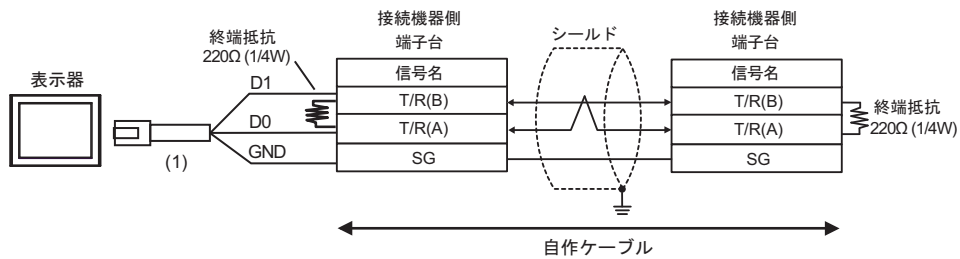 表示器
(1)
D1
D0
GND
終端抵抗
220Ω (1/4W)
接続機器側
端子台
信号名
T/R(B)
T/R(A)
SG
シールド
接続機器側
端子台
信号名
T/R(B)
T/R(A)
SG
終端抵抗
220Ω (1/4W)
自作ケーブル